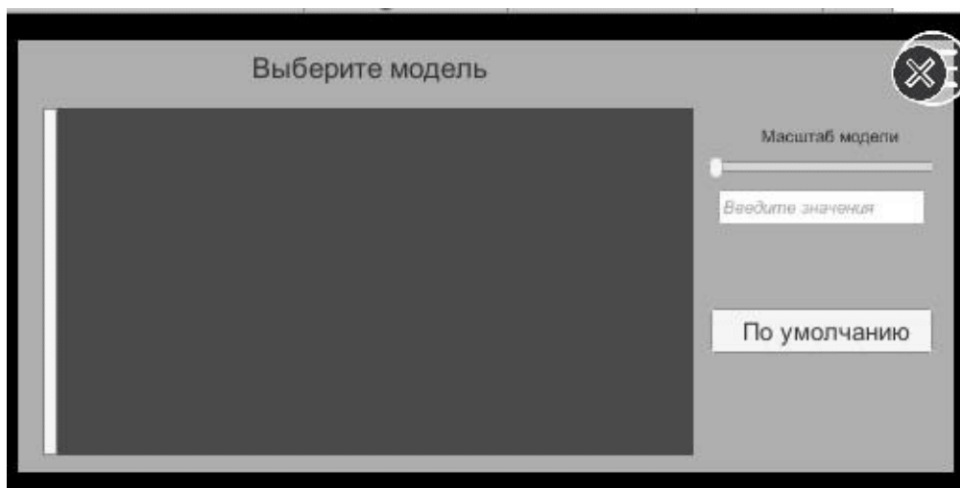 Выберите модель
Масштаб модели
Введите значения
По умолчанию